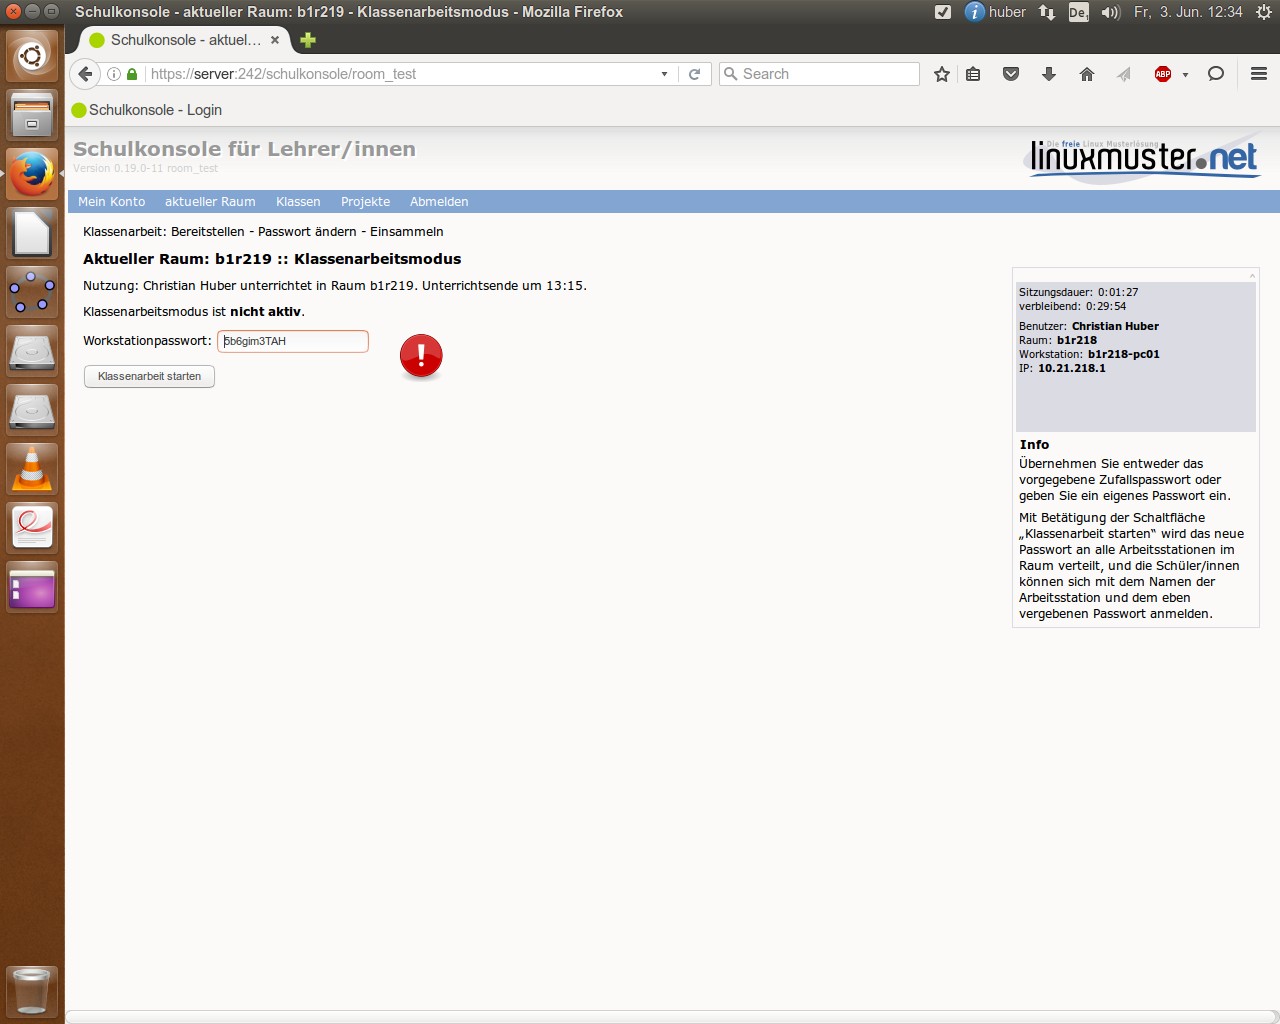 Schulkonsole - aktueller Raum: b1r219 - Klassenarbeitsmodus - Mozilla Firefox
huber De1 Fr, 3. Jun. 12:34
Schulkonsole - aktuel…
https://server:242/schulkonsole/room_test
Search
ABP
Schulkonsole - Login
Schulkonsole für Lehrer/innen
Version 0.19.0-11 room_test
Die freie Linux Musterlösung
linuxmuster.net
Mein Konto aktueller Raum Klassen Projekte Abmelden
Klassenarbeit: Bereitstellen - Passwort ändern - Einsammeln
Aktueller Raum: b1r219 :: Klassenarbeitsmodus
Nutzung: Christian Huber unterrichtet in Raum b1r219. Unterrichtsende um 13:15.
Klassenarbeitsmodus ist nicht aktiv.
Workstationpasswort: 6b6gim3TAH
Klassenarbeit starten
^
Sitzungsdauer: 0:01:27
verbleibend: 0:29:54
Benutzer: Christian Huber
Raum: b1r218
Workstation: b1r218-pc01
IP: 10.21.218.1
Info
Übernehmen Sie entweder das
vorgegebene Zufallspasswort oder
geben Sie ein eigenes Passwort ein.
Mit Betätigung der Schaltfläche
„Klassenarbeit starten“ wird das neue
Passwort an alle Arbeitsstationen im
Raum verteilt, und die Schüler/innen
können sich mit dem Namen der
Arbeitsstation und dem eben
vergebenen Passwort anmelden.